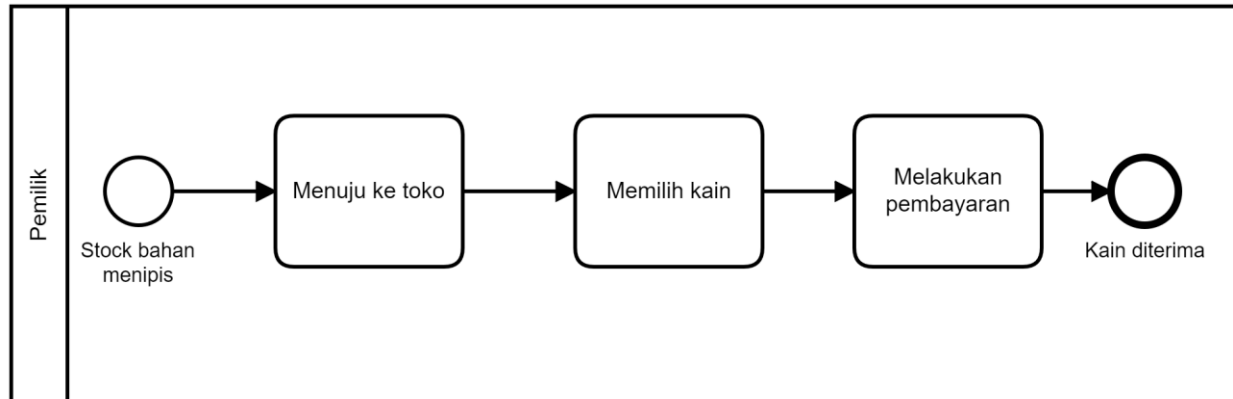 Pemilik
Stock bahan
menipis
Menuju ke toko
Memilih kain
Melakukan
pembayaran
Kain diterima